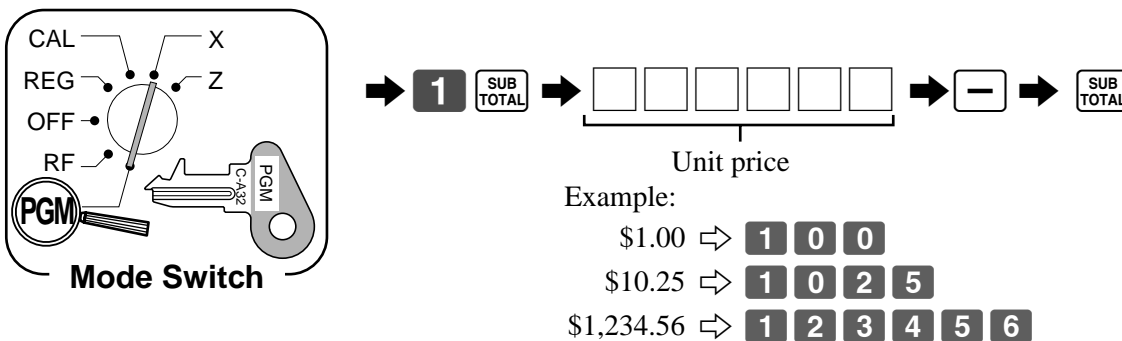 CAL X
REG Z
OFF
RF
PGM
PGM
C-A32
Mode Switch
1 SUB TOTAL − SUB TOTAL
Unit price
Example:
$1.00 ⇨ 1 0 0
$10.25 ⇨ 1 0 2 5
$1,234.56 ⇨ 1 2 3 4 5 6